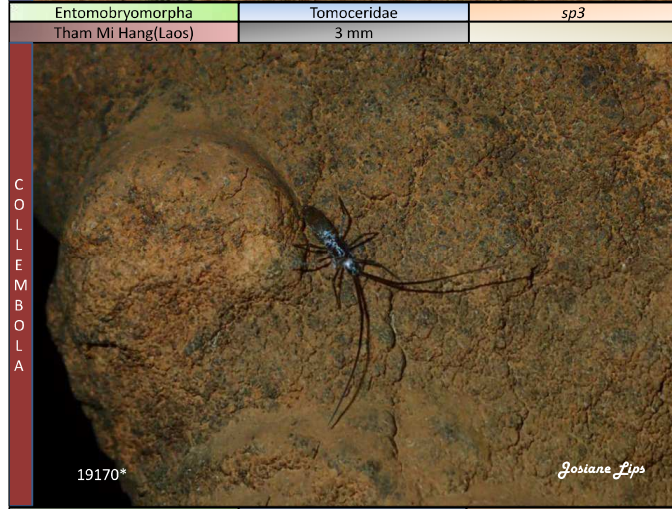 Entomobryomorpha Tomoceridae sp3
Tham Mi Hang(Laos) 3 mm
COLLEMBOLA
19170*
Josiane Lips